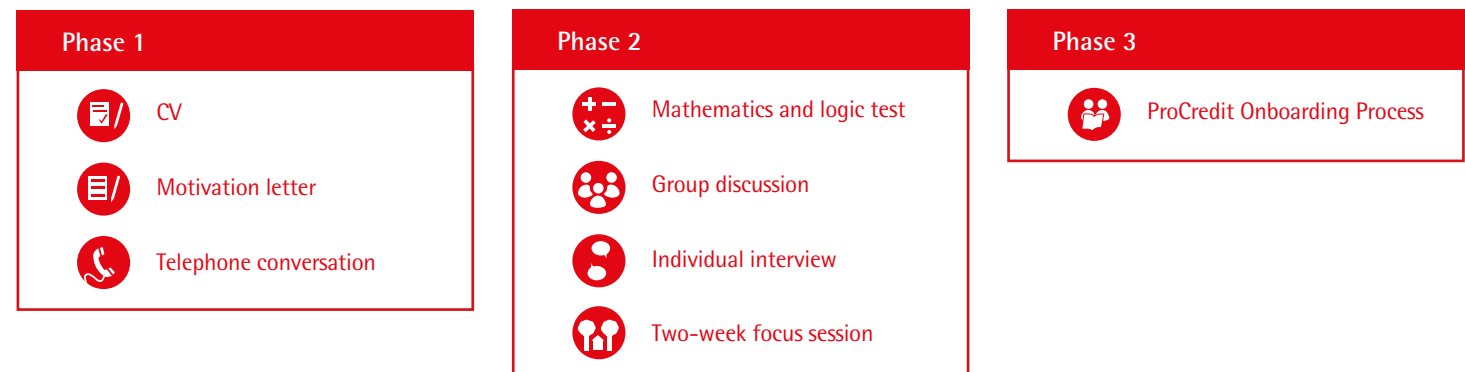 Phase 1
CV
Motivation letter
Telephone conversation
Phase 2
Mathematics and logic test
Group discussion
Individual interview
Two-week focus session
Phase 3
ProCredit Onboarding Process